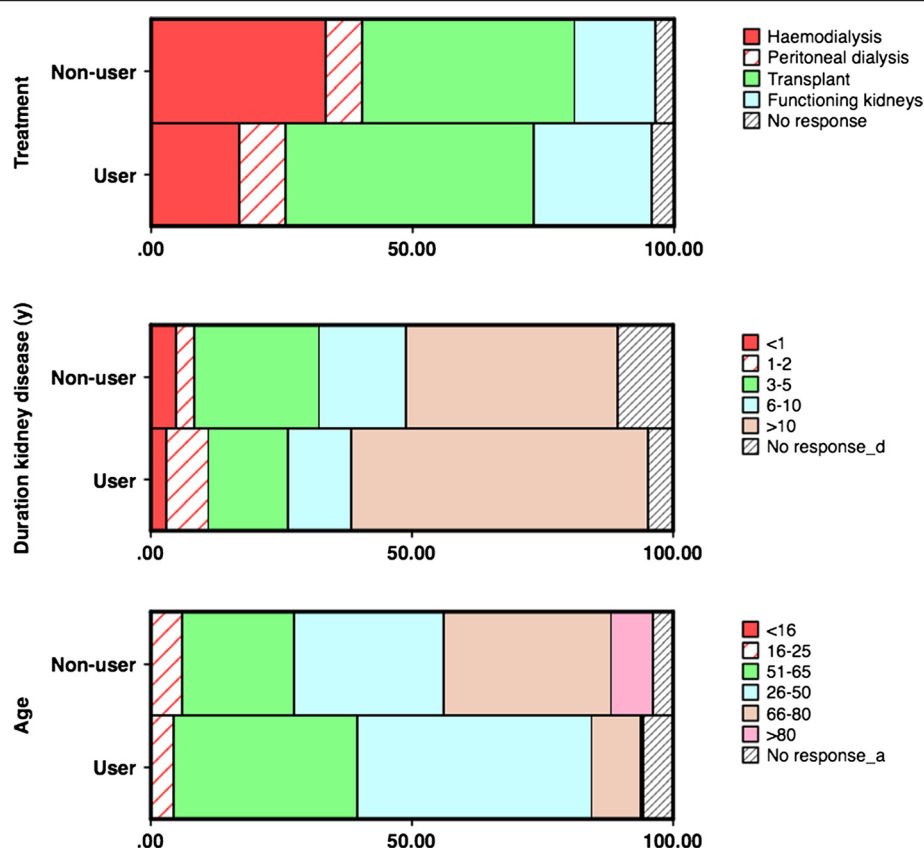 Treatment
Non-user
User
.00 50.00 100.00
Haemodialysis
Peritoneal dialysis
Transplant
Functioning kidneys
No response
Duration kidney disease (y)
Non-user
User
.00 50.00 100.00
<1
1-2
3-5
6-10
>10
No response_d
Age
Non-user
User
.00 50.00 100.00
<16
16-25
51-65
26-50
66-80
>80
No response_a